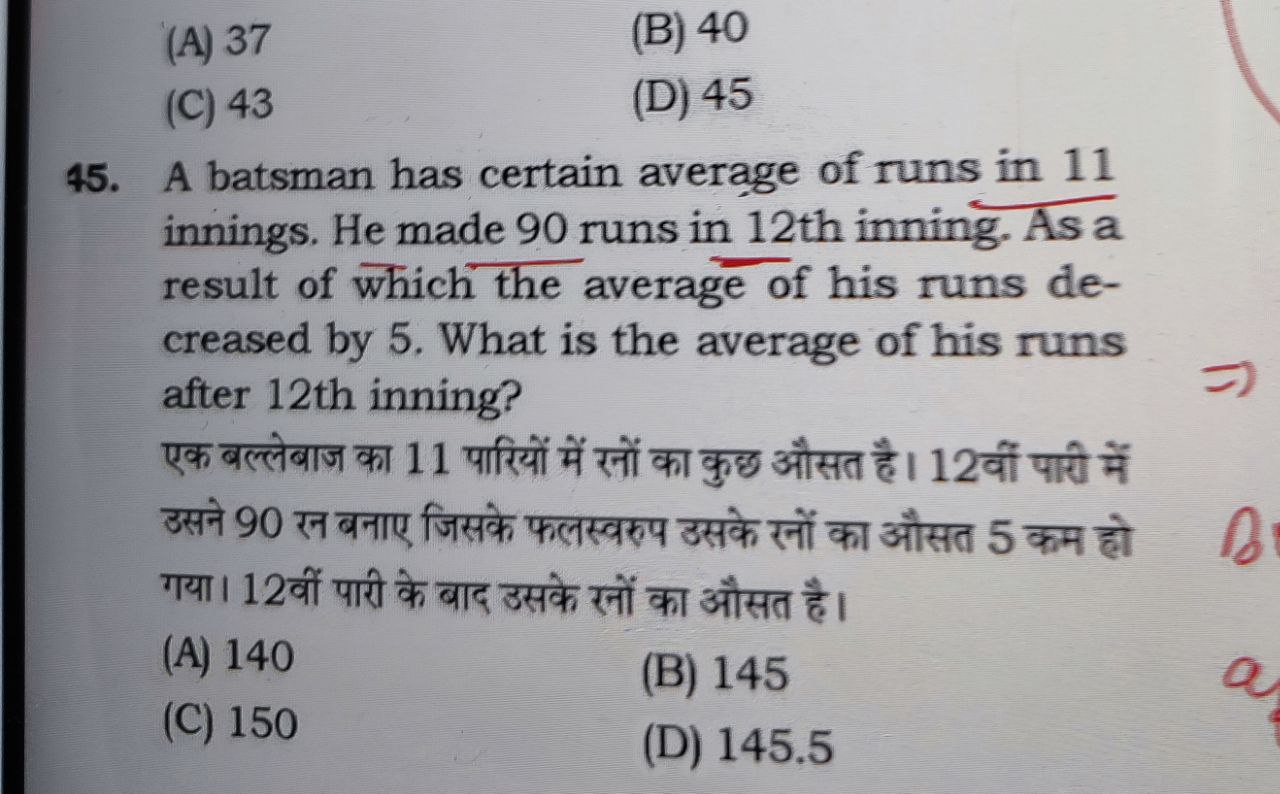 (A) 37 (B) 40
(C) 43 (D) 45
45. A batsman has certain average of runs in 11
innings. He made 90 runs in 12th inning. As a
result of which the average of his runs de-
creased by 5. What is the average of his runs
after 12th inning?
एक बल्लेबाज का 11 पारियों में रनों का कुछ औसत है। 12वीं पारी में
उसने 90 रन बनाए जिसके फलस्वरुप उसके रनों का औसत 5 कम हो
गया। 12वीं पारी के बाद उसके रनों का औसत है।
(A) 140 (B) 145
(C) 150 (D) 145.5